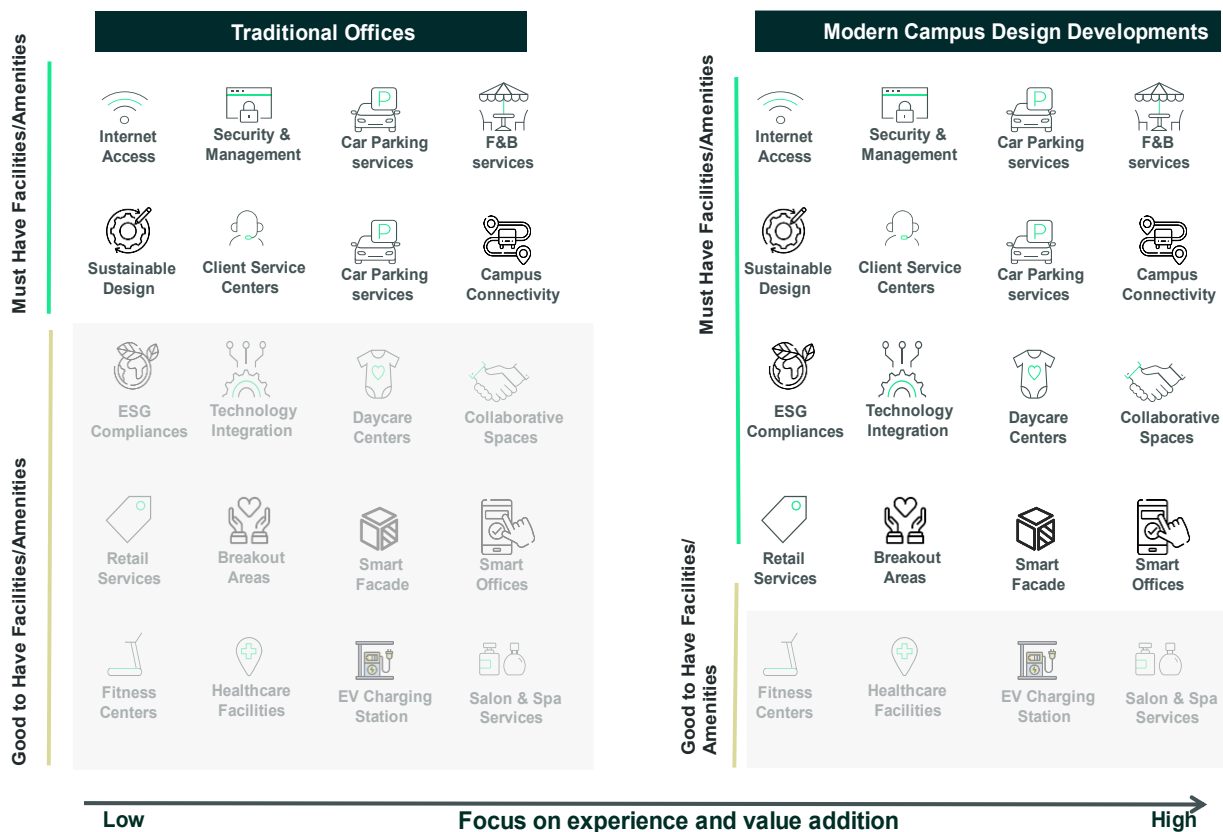 Traditional Offices
Must Have Facilities/Amenities
Internet
Access
Security &
Management
P
Car Parking
services
F&B
services
Sustainable
Design
Client Service
Centers
P
Car Parking
services
Campus
Connectivity
Good to Have Facilities/Amenities
ESG
Compliances
Technology
Integration
Daycare
Centers
Collaborative
Spaces
Retail
Services
Breakout
Areas
Smart
Facade
Smart
Offices
Fitness
Centers
Healthcare
Facilities
EV Charging
Station
Salon & Spa
Services
Modern Campus Design Developments
Must Have Facilities/Amenities
Internet
Access
Security &
Management
P
Car Parking
services
F&B
services
Sustainable
Design
Client Service
Centers
P
Car Parking
services
Campus
Connectivity
ESG
Compliances
Technology
Integration
Daycare
Centers
Collaborative
Spaces
Retail
Services
Breakout
Areas
Smart
Facade
Smart
Offices
Good to Have Facilities/
Amenities
Fitness
Centers
Healthcare
Facilities
EV Charging
Station
Salon & Spa
Services
Low
Focus on experience and value addition
High